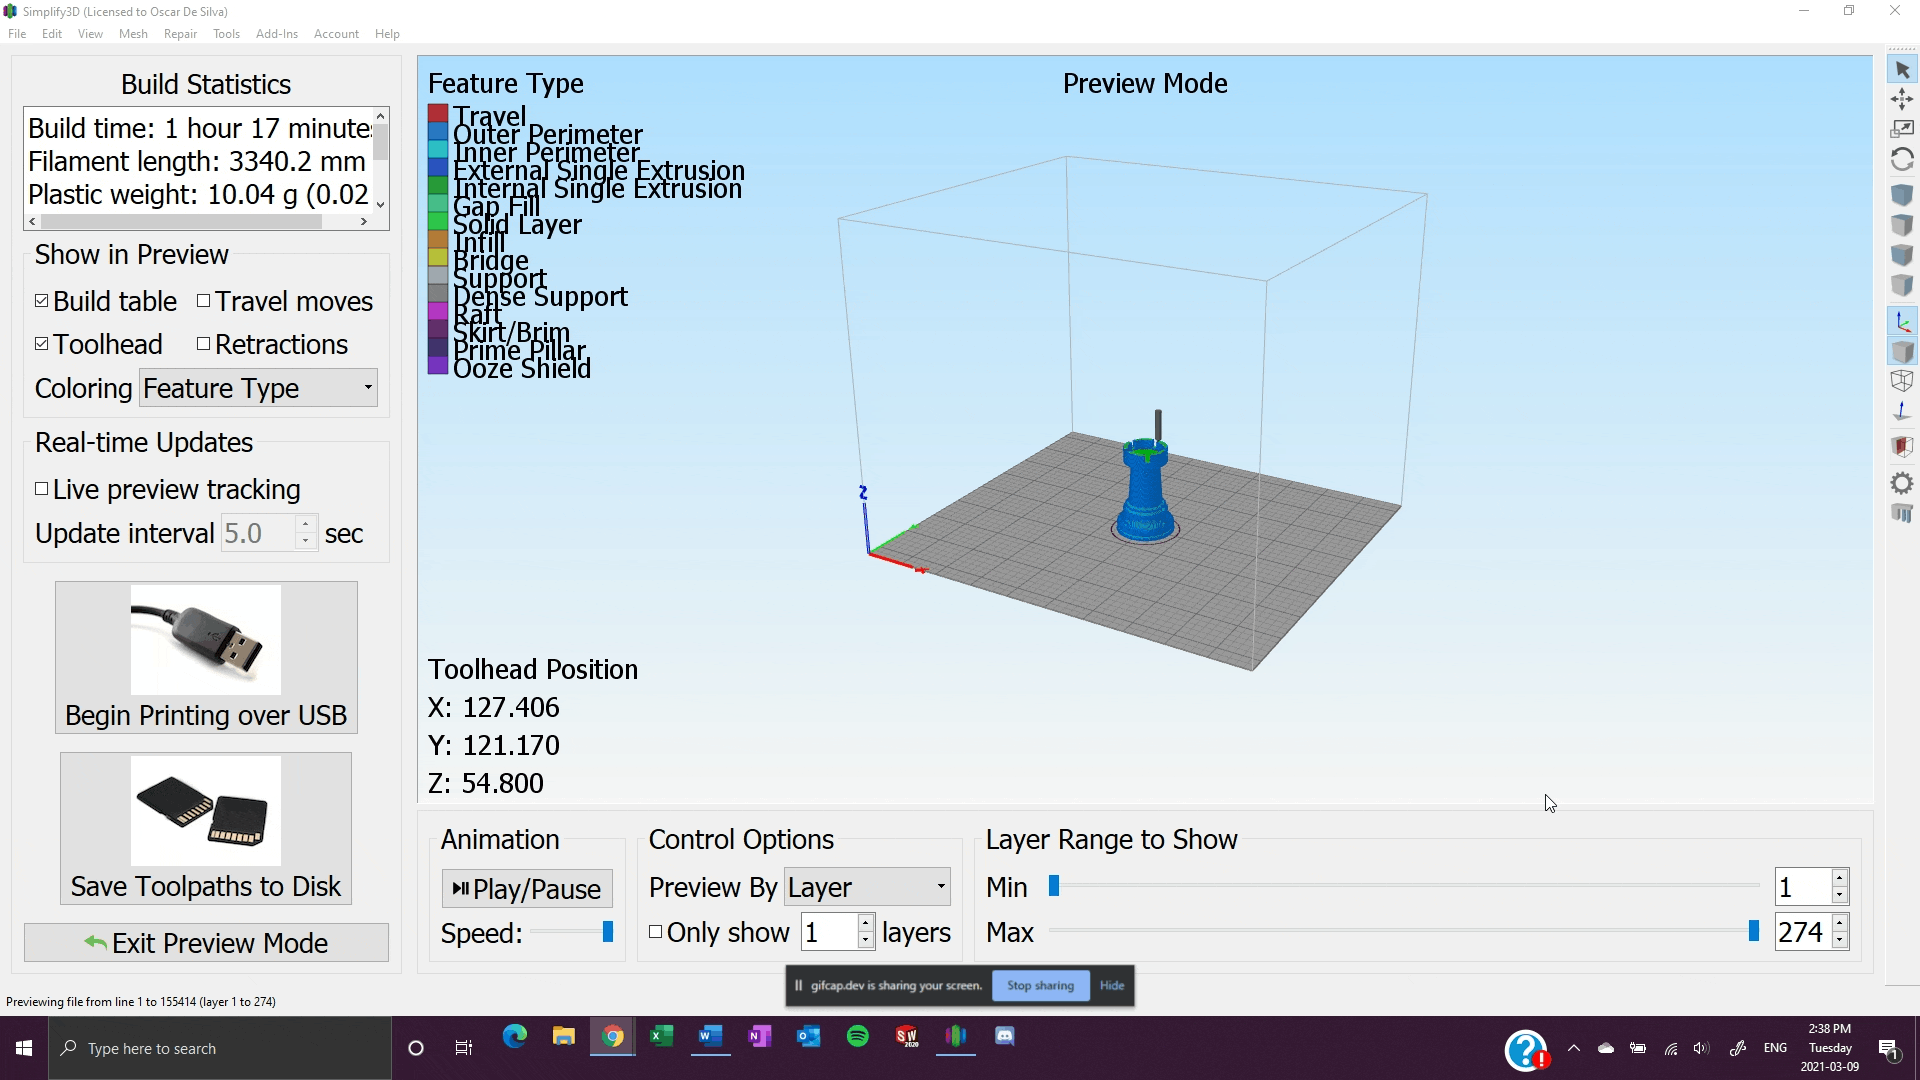 Simplify3D (Licensed to Oscar De Silva)
File Edit View Mesh Repair Tools Add-Ins Account Help
Build Statistics
Build time: 1 hour 17 minutes
Filament length: 3340.2 mm
Plastic weight: 10.04 g (0.02
Show in Preview
Build table Travel moves
Toolhead Retractions
Coloring Feature Type
Real-time Updates
Live preview tracking
Update interval 5.0 sec
Begin Printing over USB
Save Toolpaths to Disk
Exit Preview Mode
Feature Type
Travel
Outer Perimeter
Inner Perimeter
External Single Extrusion
Internal Single Extrusion
Gap Fill
Solid Layer
Infill
Bridge
Support
Dense Support
Raft
Skirt/Brim
Prime Pillar
Ooze Shield
Preview Mode
Z
Toolhead Position
X: 127.406
Y: 121.170
Z: 54.800
Animation
Play/Pause
Speed:
Control Options
Preview By Layer
Only show 1 layers
Layer Range to Show
Min 1
Max 274
gifcap.dev is sharing your screen. Stop sharing Hide
Previewing file from line 1 to 155414 (layer 1 to 274)
Type here to search
SW
2020
ENG
2:38 PM
Tuesday
2021-03-09
1